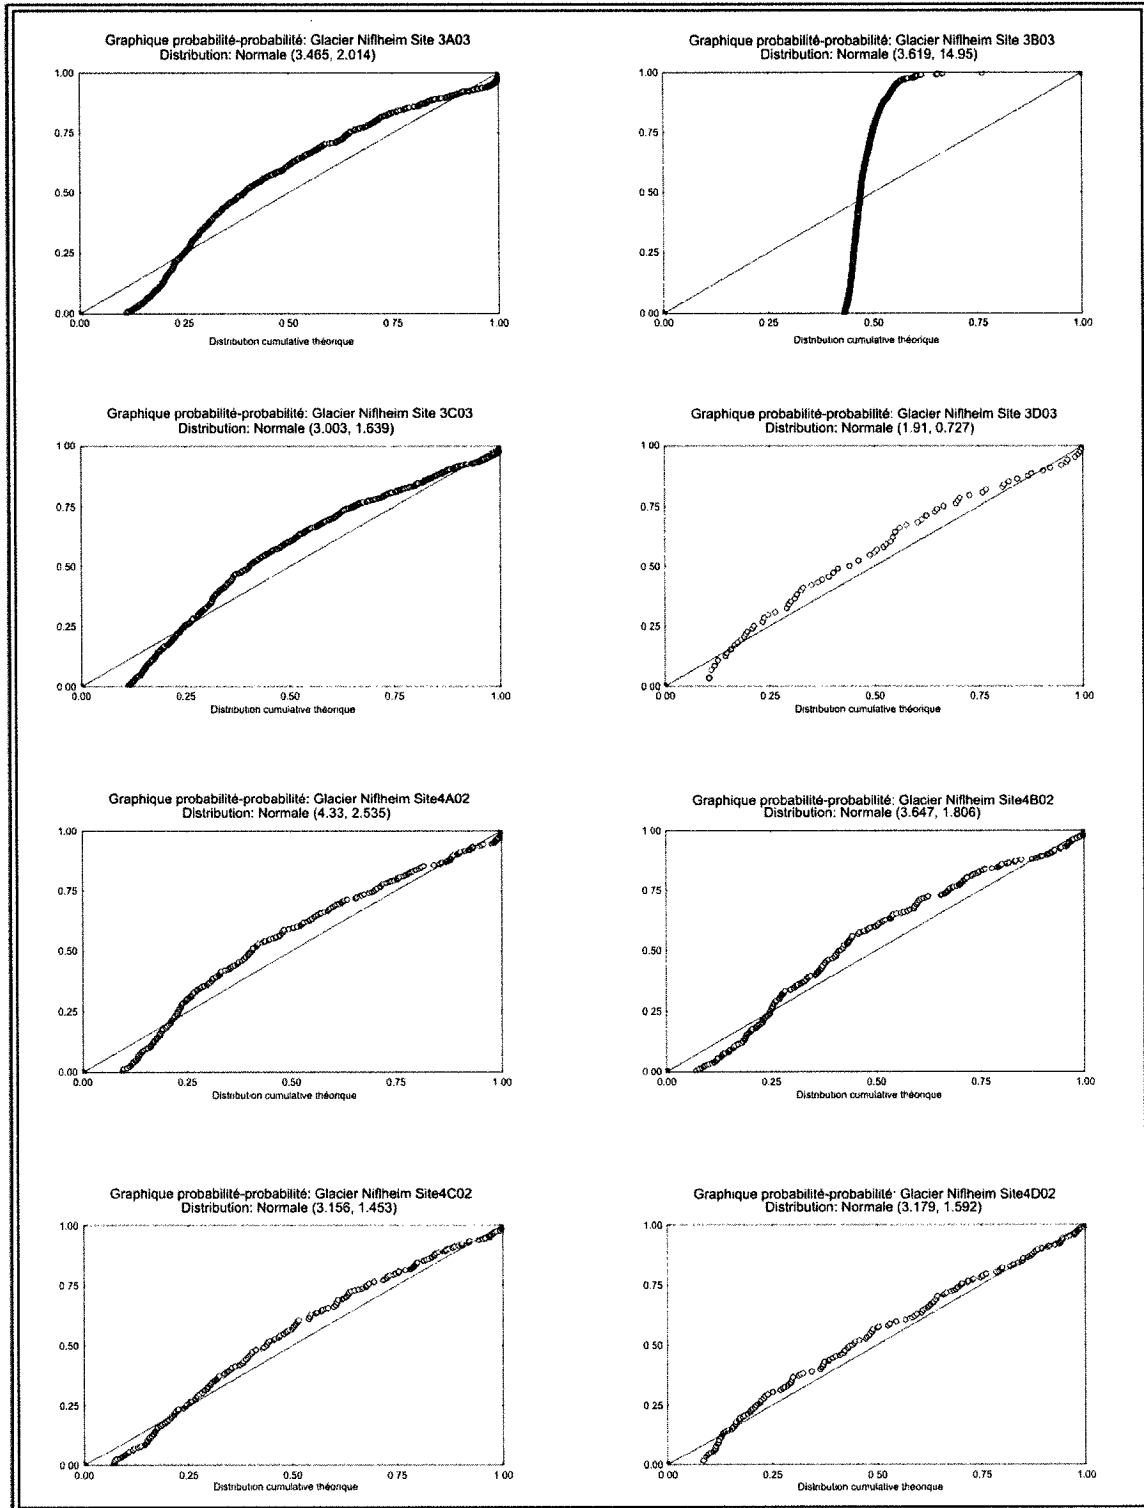 Graphique probabilité-probabilité: Glacier Niflheim Site 3A03
Distribution: Normale (3.465, 2.014)
1.00
0.75
0.50
0.25
0.00
0.00 0.25 0.50 0.75 1.00
Distribution cumulative théorique
Graphique probabilité-probabilité: Glacier Niflheim Site 3B03
Distribution: Normale (3.619, 14.95)
1.00
0.75
0.50
0.25
0.00
0.00 0.25 0.50 0.75 1.00
Distribution cumulative théorique
Graphique probabilité-probabilité: Glacier Niflheim Site 3C03
Distribution: Normale (3.003, 1.639)
1.00
0.75
0.50
0.25
0.00
0.00 0.25 0.50 0.75 1.00
Distribution cumulative théorique
Graphique probabilité-probabilité: Glacier Niflheim Site 3D03
Distribution: Normale (1.91, 0.727)
1.00
0.75
0.50
0.25
0.00
0.00 0.25 0.50 0.75 1.00
Distribution cumulative théorique
Graphique probabilité-probabilité: Glacier Niflheim Site4A02
Distribution: Normale (4.33, 2.535)
1.00
0.75
0.50
0.25
0.00
0.00 0.25 0.50 0.75 1.00
Distribution cumulative théorique
Graphique probabilité-probabilité: Glacier Niflheim Site4B02
Distribution: Normale (3.647, 1.806)
1.00
0.75
0.50
0.25
0.00
0.00 0.25 0.50 0.75 1.00
Distribution cumulative théorique
Graphique probabilité-probabilité: Glacier Niflheim Site4C02
Distribution: Normale (3.156, 1.453)
1.00
0.75
0.50
0.25
0.00
0.00 0.25 0.50 0.75 1.00
Distribution cumulative théorique
Graphique probabilité-probabilité: Glacier Niflheim Site4D02
Distribution: Normale (3.179, 1.592)
1.00
0.75
0.50
0.25
0.00
0.00 0.25 0.50 0.75 1.00
Distribution cumulative théorique